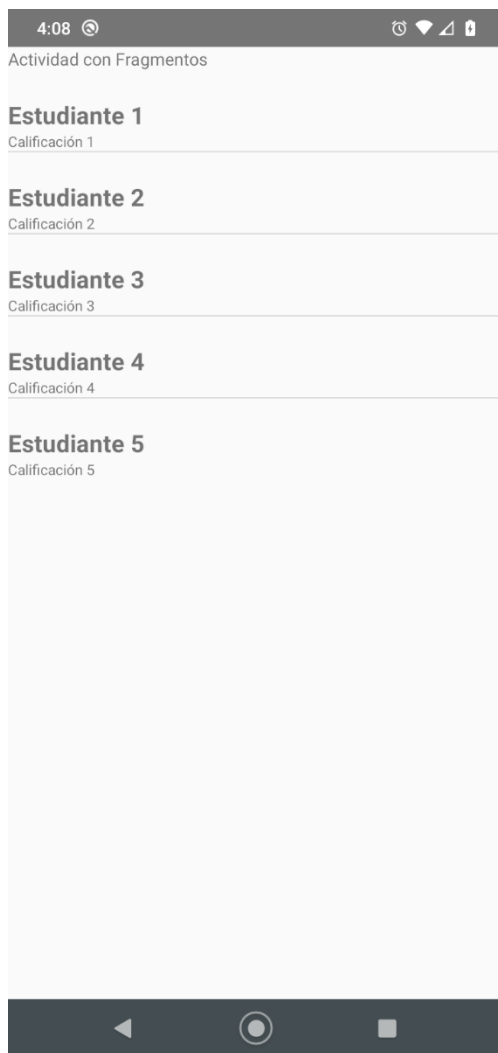 4:08
Actividad con Fragmentos
Estudiante 1
Calificación 1
Estudiante 2
Calificación 2
Estudiante 3
Calificación 3
Estudiante 4
Calificación 4
Estudiante 5
Calificación 5